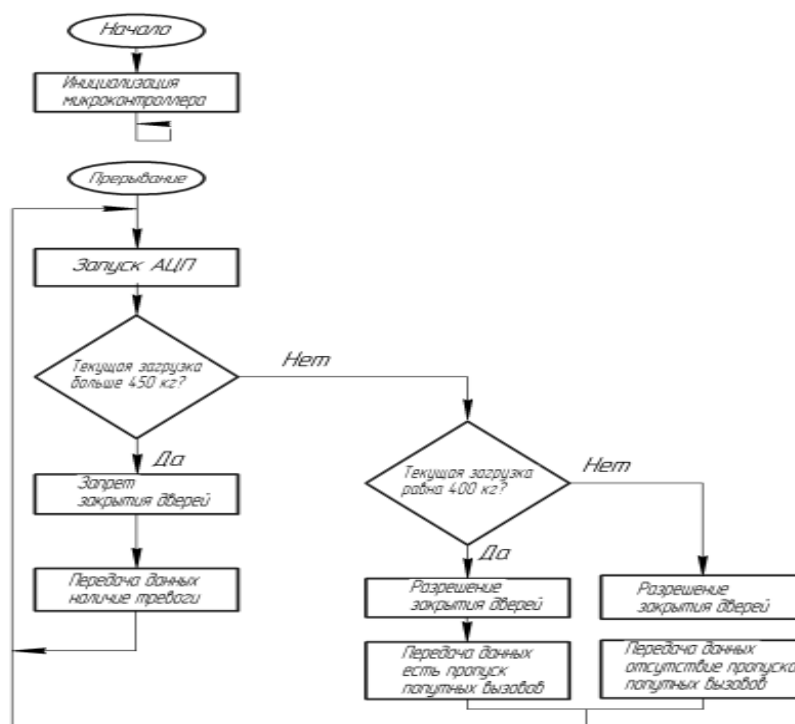 Начало
Инициализация
микроконтроллера
Прерывание
Запуск АЦП
Текущая загрузка
больше 450 кг?
Нет
Да
Запрет
закрытия дверей
Передача данных
наличие тревоги
Текущая загрузка
равна 400 кг?
Нет
Да
Разрешение
закрытия дверей
Передача данных
есть пропуск
попутных вызовов
Разрешение
закрытия дверей
Передача данных
отсутствие пропуска
попутных вызовов